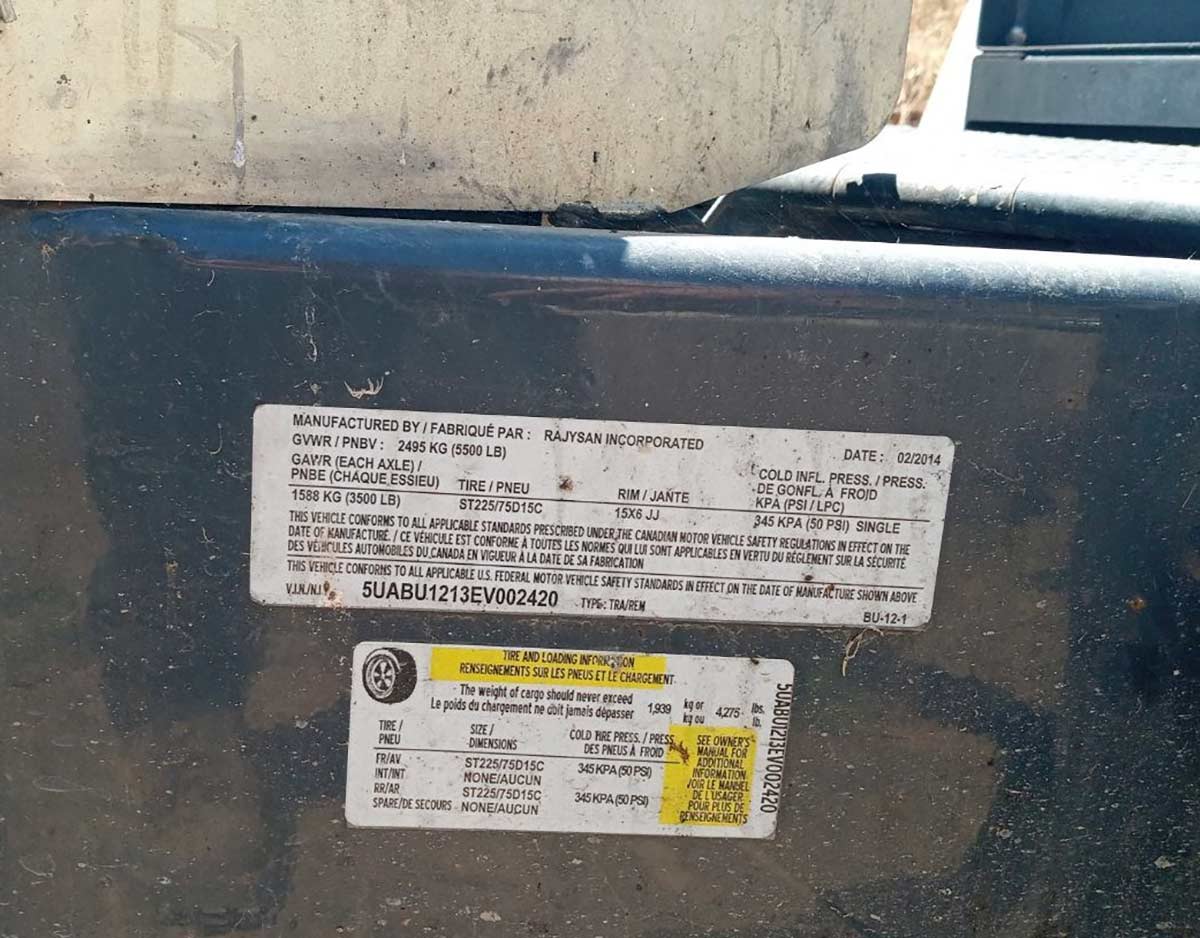 MANUFACTURED BY / FABRIQUÉ PAR : RAJYSAN INCORPORATED
GVWR / PNBV : 2495 KG (5500 LB) DATE : 02/2014
GAWR (EACH AXLE) /
PNBE (CHAQUE ESSIEU) TIRE / PNEU RIM / JANTE COLD INFL. PRESS. / PRESS.
DE GONFL. À FROID
KPA (PSI / LPC)
1588 KG (3500 LB) ST225/75D15C 15X6 JJ 345 KPA (50 PSI) SINGLE
THIS VEHICLE CONFORMS TO ALL APPLICABLE STANDARDS PRESCRIBED UNDER THE CANADIAN MOTOR VEHICLE SAFETY REGULATIONS IN EFFECT ON THE
DATE OF MANUFACTURE. / CE VÉHICULE EST CONFORME À TOUTES LES NORMES QUI LUI SONT APPLICABLES EN VERTU DU RÈGLEMENT SUR LA SÉCURITÉ
DES VÉHICULES AUTOMOBILES DU CANADA EN VIGUEUR À LA DATE DE SA FABRICATION
THIS VEHICLE CONFORMS TO ALL APPLICABLE U.S. FEDERAL MOTOR VEHICLE SAFETY STANDARDS IN EFFECT ON THE DATE OF MANUFACTURE SHOWN ABOVE
V.I.N./N.I. 5UABU1213EV002420 TYPE: TRA/REM BU-12-1
TIRE AND LOADING INFORMATION
RENSEIGNEMENTS SUR LES PNEUS ET LE CHARGEMENT
The weight of cargo should never exceed
Le poids du chargement ne doit jamais dépasser 1,939 kg or
kg ou 4,275 lbs.
lb.
TIRE /
PNEU SIZE /
DIMENSIONS COLD TIRE PRESS. / PRESS.
DES PNEUS À FROID
FR/AV ST225/75D15C 345 KPA (50 PSI)
INT/INT NONE/AUCUN
RR/AR ST225/75D15C 345 KPA (50 PSI)
SPARE/DE SECOURS NONE/AUCUN
SEE OWNER'S
MANUAL FOR
ADDITIONAL
INFORMATION
VOIR LE MANUEL
DE L'USAGER
POUR PLUS DE
RENSEIGNEMENTS
5UABU1213EV002420